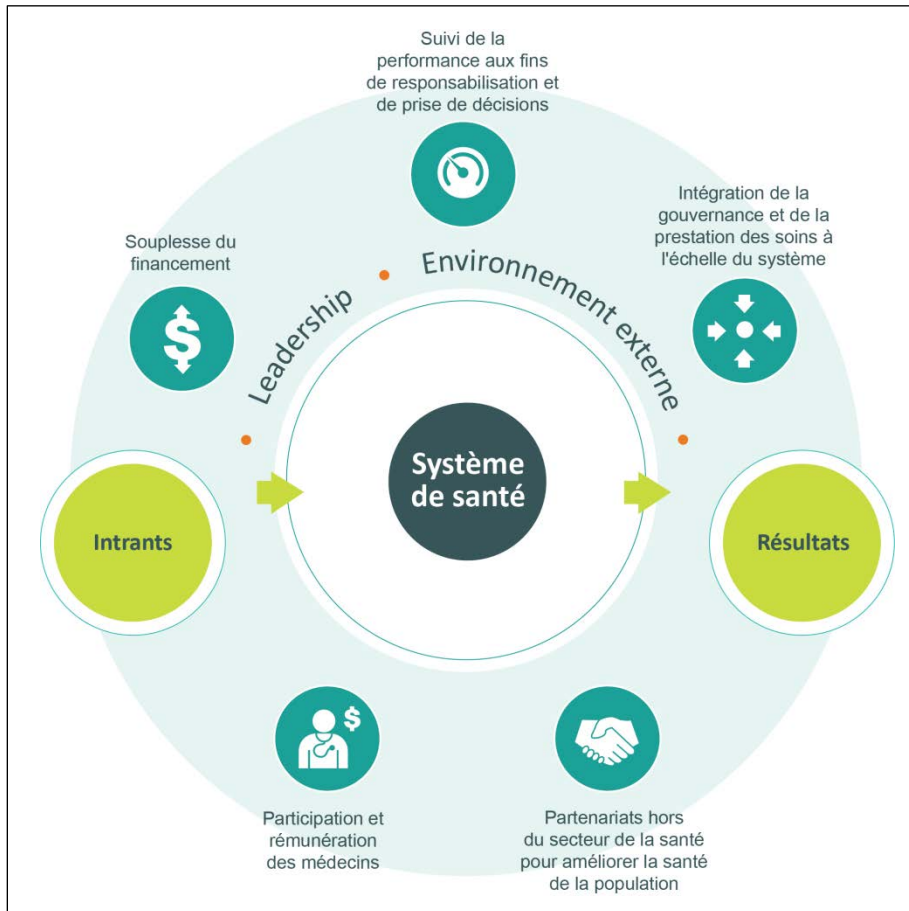 Suivi de la
performance aux fins
de responsabilisation et
de prise de décisions
Intégration de la
gouvernance et de la
prestation des soins à
l'échelle du système
Souplesse du
financement
Leadership
Environnement externe
Système
de santé
Intrants
Résultats
$
$
Participation et
rémunération
des médecins
Partenariats hors
du secteur de la santé
pour améliorer la santé
de la population